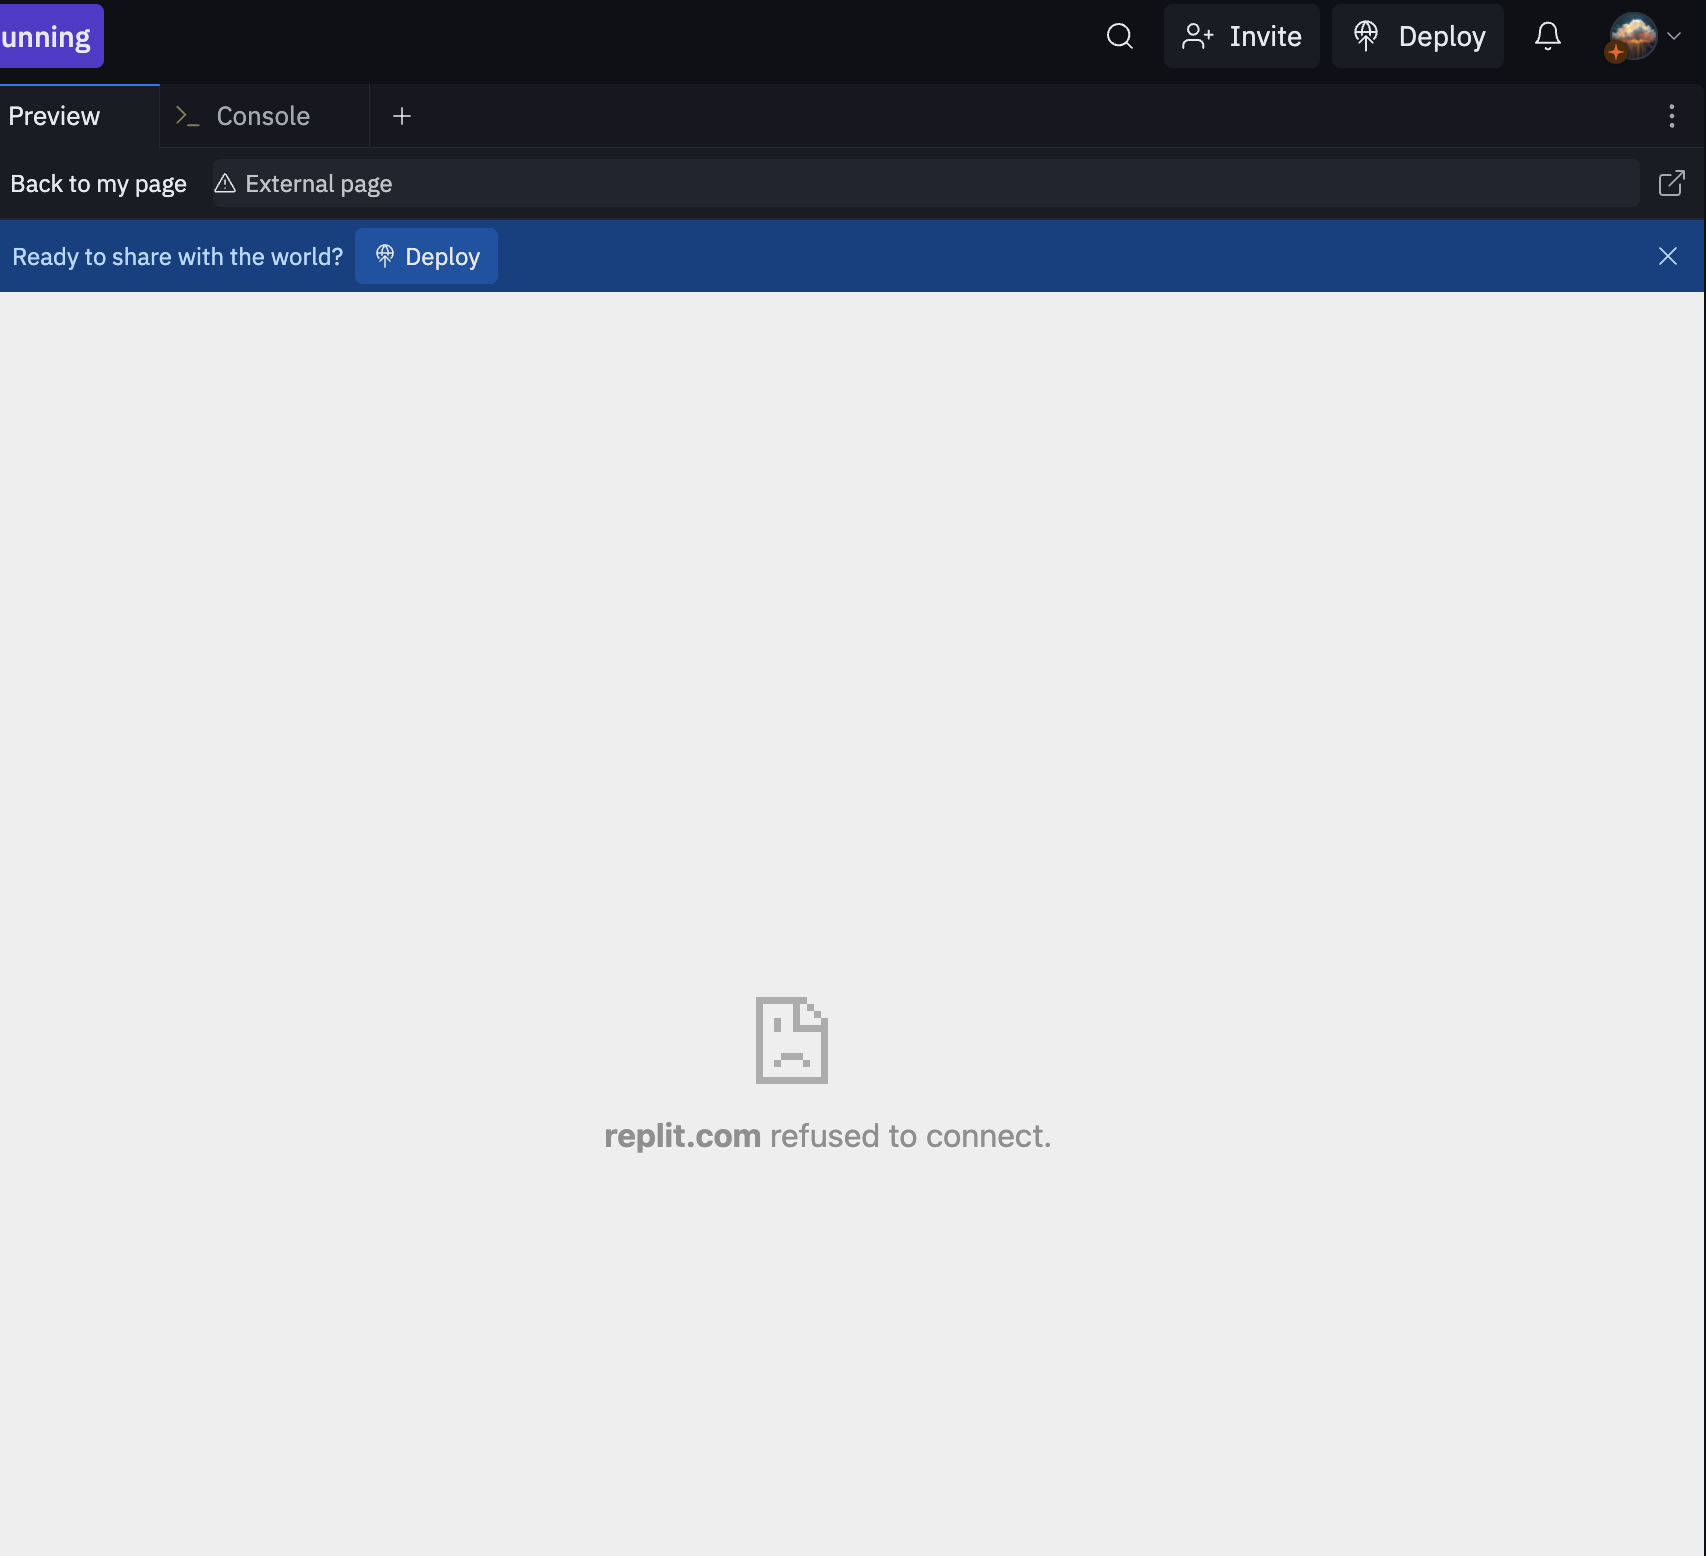 unning
Invite
Deploy
Preview
Console
Back to my page
External page
Ready to share with the world?
Deploy
replit.com refused to connect.